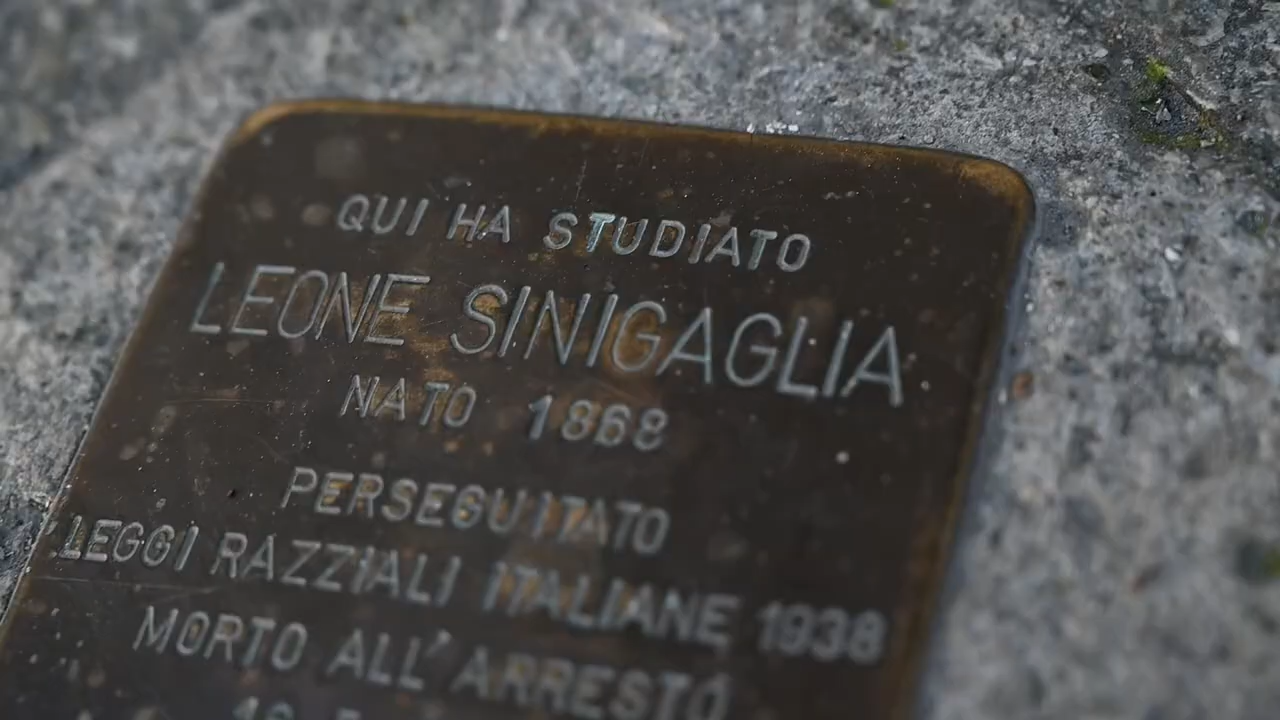 QUI HA STUDIATO
LEONE SINIGAGLIA
NATO 1868
PERSEGUITATO
LEGGI RAZZIALI ITALIANE 1938
MORTO ALL'ARRESTO